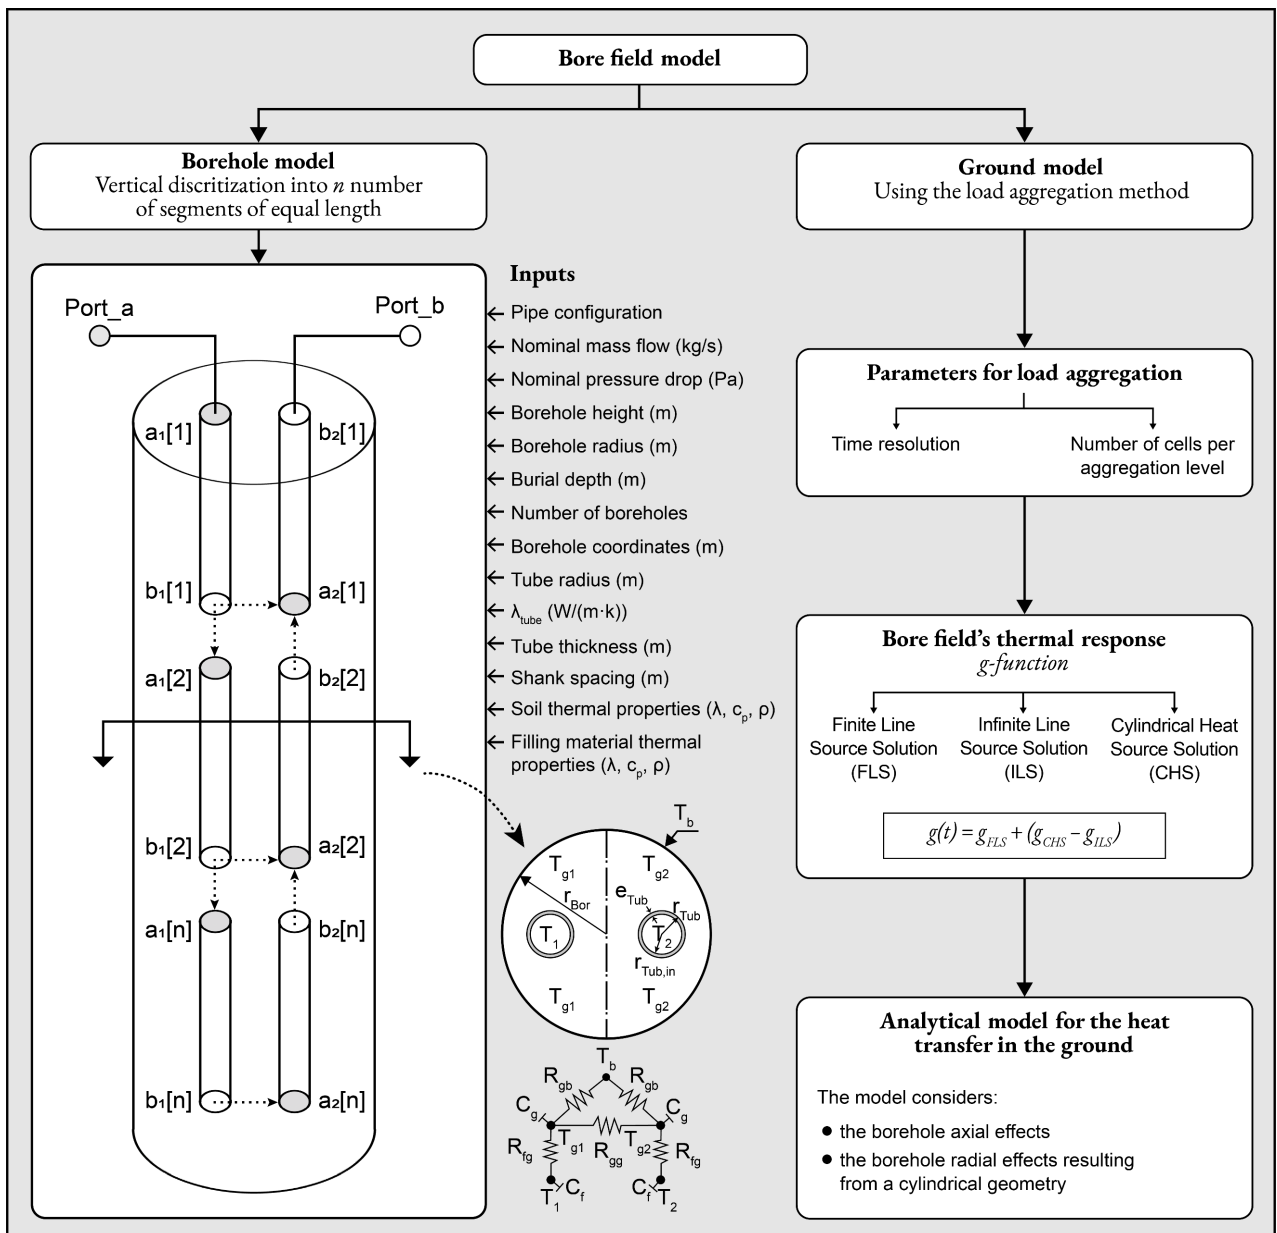 Bore field model
Borehole model
Vertical discritization into n number
of segments of equal length
Ground model
Using the load aggregation method
Port_a
Port_b
a₁[1]
b₂[1]
b₁[1]
a₂[1]
a₁[2]
b₂[2]
b₁[2]
a₂[2]
a₁[n]
b₂[n]
b₁[n]
a₂[n]
Inputs
Pipe configuration
Nominal mass flow (kg/s)
Nominal pressure drop (Pa)
Borehole height (m)
Borehole radius (m)
Burial depth (m)
Number of boreholes
Borehole coordinates (m)
Tube radius (m)
λtube (W/(m·k))
Tube thickness (m)
Shank spacing (m)
Soil thermal properties (λ, cp, ρ)
Filling material thermal
properties (λ, cp, ρ)
Tb
Tg1
Tg2
rBor
eTub
rTub
T1
T2
rTub,in
Tg1
Tg2
Tb
Rgb
Rgb
Cg
Cg
Tg1
Tg2
Rfg
Rgg
Rfg
T1
Cf
Cf
T2
Parameters for load aggregation
Time resolution
Number of cells per
aggregation level
Bore field's thermal response
g-function
Finite Line
Source Solution
(FLS)
Infinite Line
Source Solution
(ILS)
Cylindrical Heat
Source Solution
(CHS)
g(t) = gFLS + (gCHS – gILS)
Analytical model for the heat
transfer in the ground
The model considers:
● the borehole axial effects
● the borehole radial effects resulting
from a cylindrical geometry